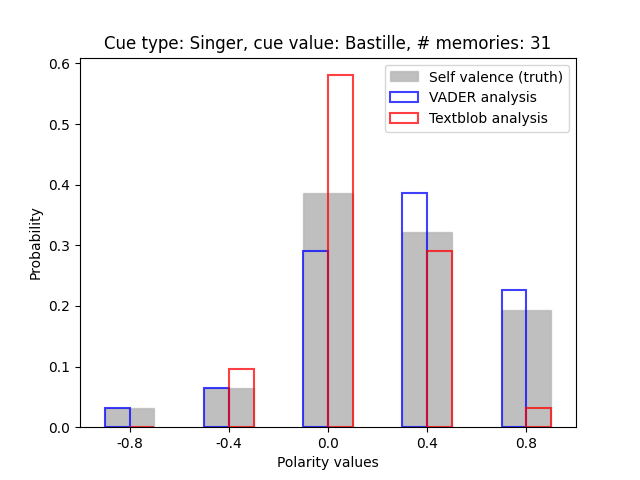 Cue type: Singer, cue value: Bastille, # memories: 31
Self valence (truth)
VADER analysis
Textblob analysis
Probability
0.6
0.5
0.4
0.3
0.2
0.1
0.0
-0.8 -0.4 0.0 0.4 0.8
Polarity values